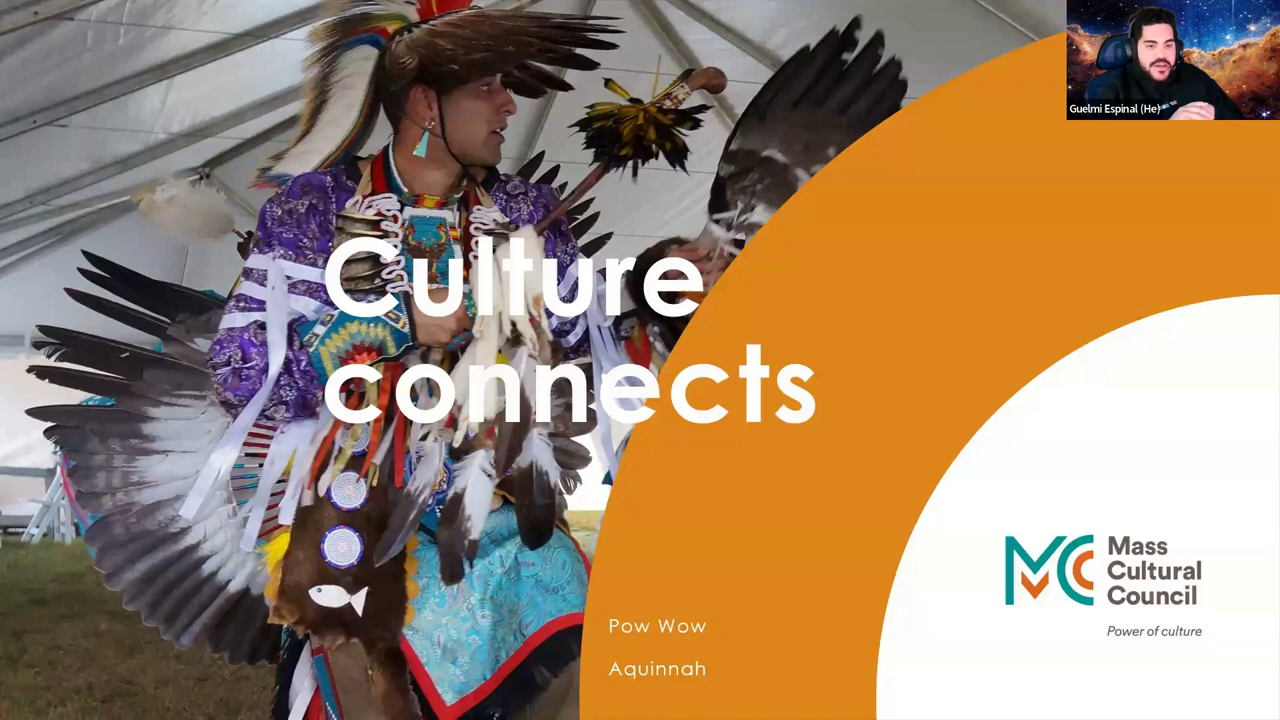 Guelmi Espinal (He)
Culture
connects
Mass
Cultural
Council
Power of culture
Pow Wow
Aquinnah